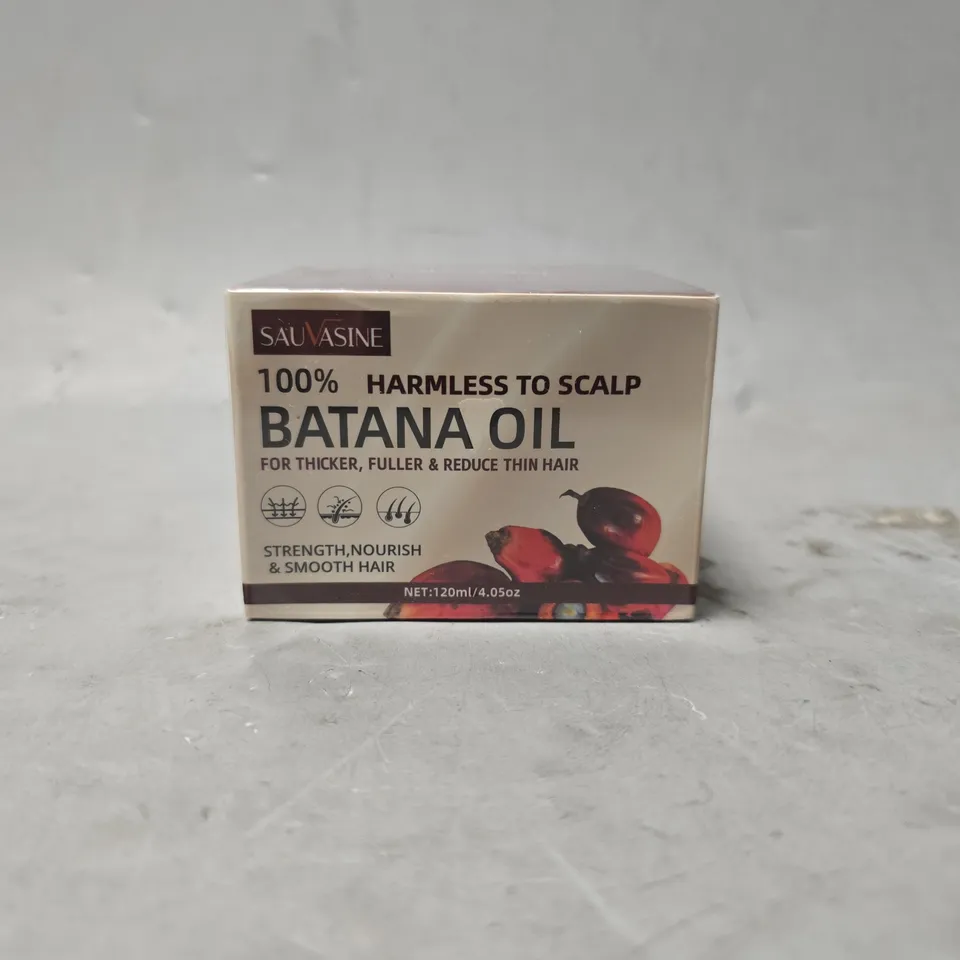 SAUVASINE
100% HARMLESS TO SCALP
BATANA OIL
FOR THICKER, FULLER & REDUCE THIN HAIR
STRENGTH,NOURISH
& SMOOTH HAIR
NET:120ml/4.05oz